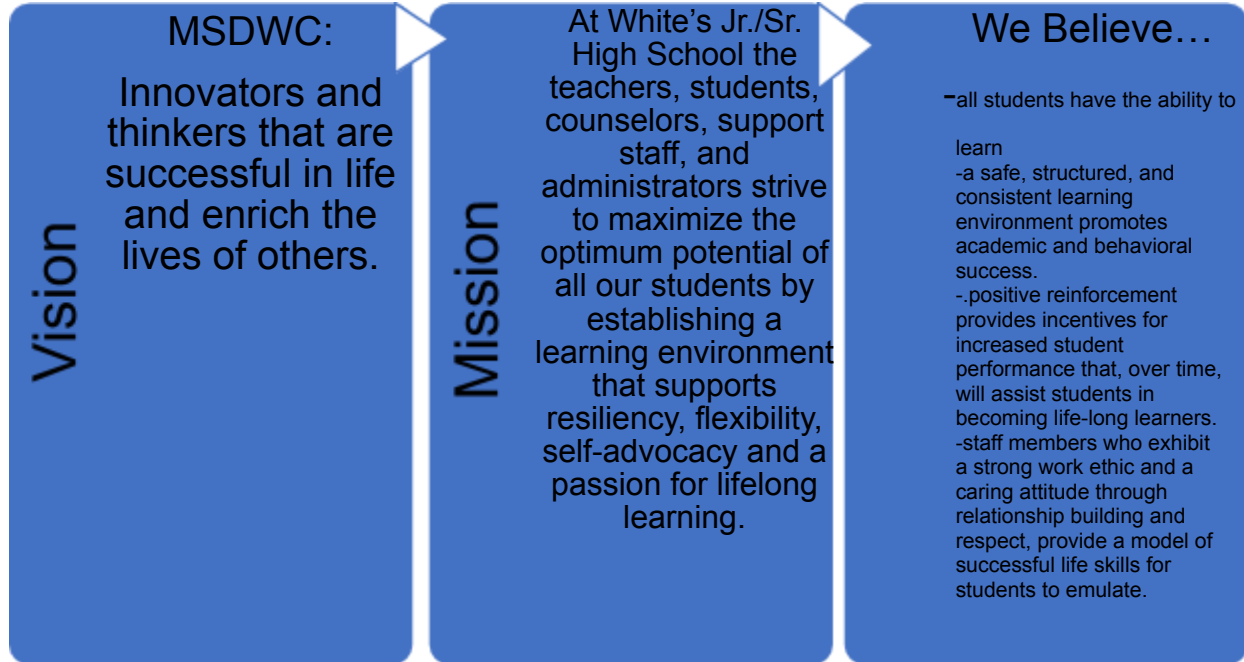 Vision
MSDWC:
Innovators and
thinkers that are
successful in life
and enrich the
lives of others.
Mission
At White’s Jr./Sr.
High School the
teachers, students,
counselors, support
staff, and
administrators strive
to maximize the
optimum potential of
all our students by
establishing a
learning environment
that supports
resiliency, flexibility,
self-advocacy and a
passion for lifelong
learning.
We Believe…
-all students have the ability to
learn
-a safe, structured, and
consistent learning
environment promotes
academic and behavioral
success.
-.positive reinforcement
provides incentives for
increased student
performance that, over time,
will assist students in
becoming life-long learners.
-staff members who exhibit
a strong work ethic and a
caring attitude through
relationship building and
respect, provide a model of
successful life skills for
students to emulate.